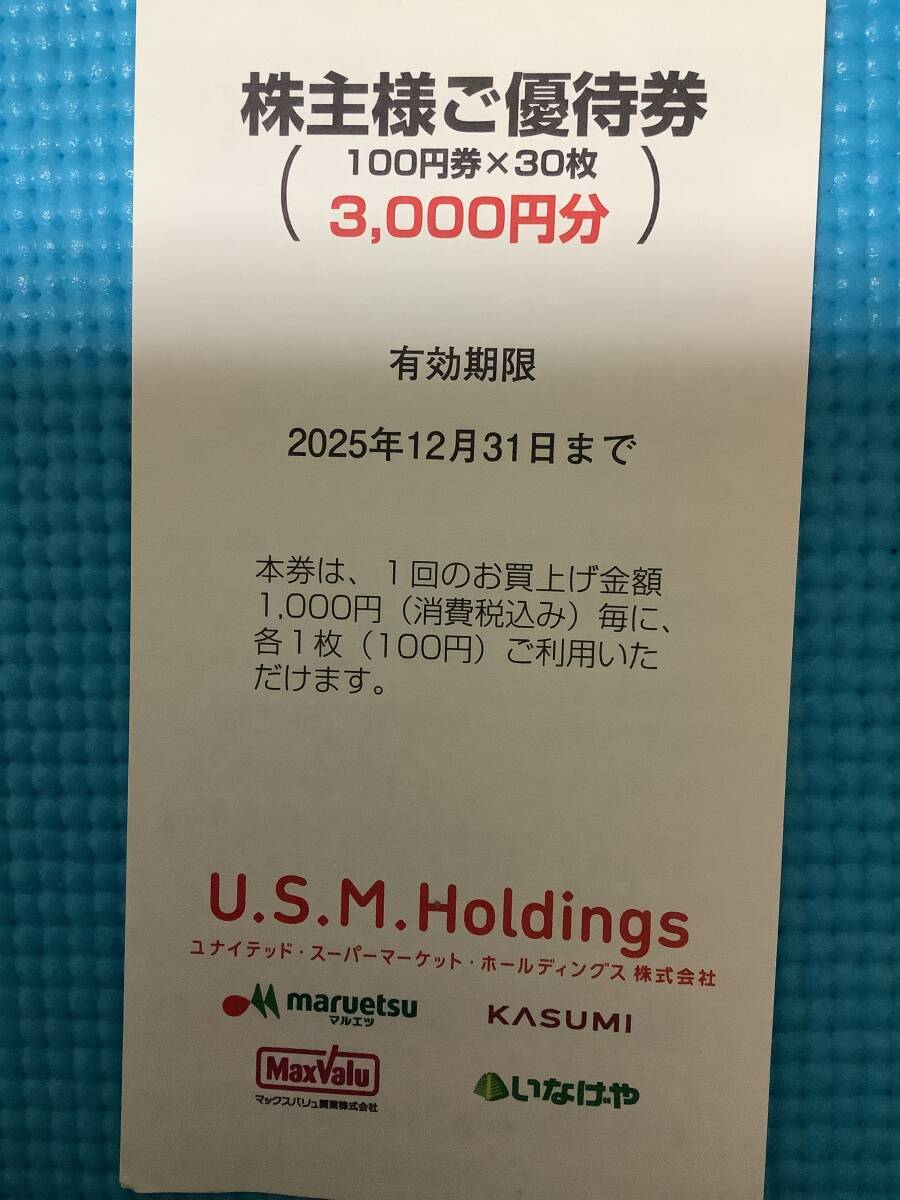 株主様ご優待券
(100円券×30枚
3,000円分)
有効期限
2025年12月31日まで
本券は、1回のお買上げ金額
1,000円(消費税込み)毎に、
各1枚(100円)ご利用いた
だけます。
U.S.M.Holdings
ユナイテッド・スーパーマーケット・ホールディングス 株式会社
maruetsu KASUMI
マルエツ
MaxValu いなげや
マックスバリュ関東株式会社